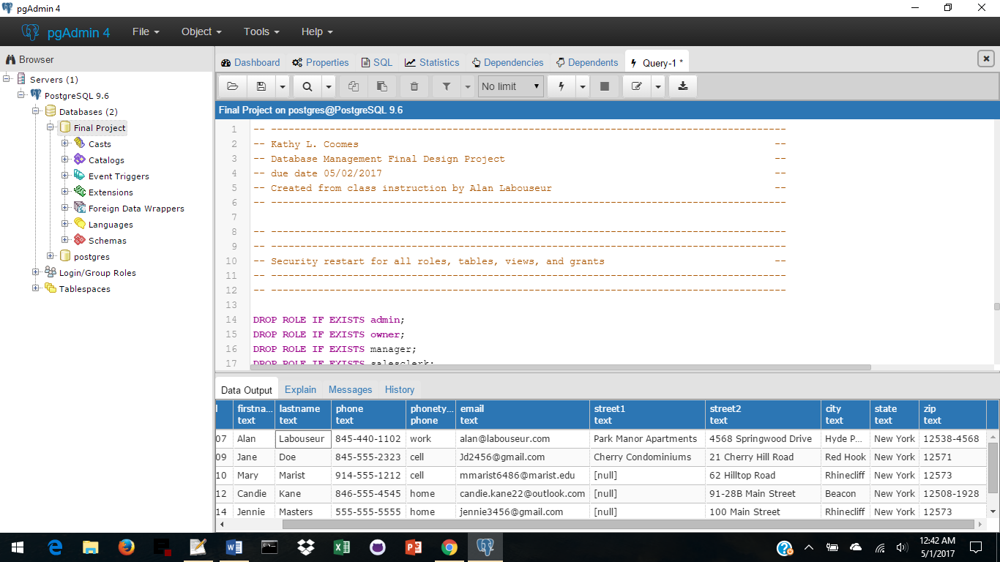 pgAdmin 4
pgAdmin 4 File Object Tools Help
Browser
Servers (1)
PostgreSQL 9.6
Databases (2)
Final Project
Casts
Catalogs
Event Triggers
Extensions
Foreign Data Wrappers
Languages
Schemas
postgres
Login/Group Roles
Tablespaces
Dashboard Properties SQL Statistics Dependencies Dependents Query-1 *
No limit
Final Project on postgres@PostgreSQL 9.6
1 -- ----------------------------------------------------------------------------------------
2 -- Kathy L. Coomes --
3 -- Database Management Final Design Project --
4 -- due date 05/02/2017 --
5 -- Created from class instruction by Alan Labouseur --
6 -- ----------------------------------------------------------------------------------------
7
8 -- ----------------------------------------------------------------------------------------
9 -- ----------------------------------------------------------------------------------------
10 -- Security restart for all roles, tables, views, and grants --
11 -- ----------------------------------------------------------------------------------------
12 -- ----------------------------------------------------------------------------------------
13
14 DROP ROLE IF EXISTS admin;
15 DROP ROLE IF EXISTS owner;
16 DROP ROLE IF EXISTS manager;
17 DROP ROLE IF EXISTS salesclerk;
Data Output Explain Messages History
l firstna... lastname phone phonety... email street1 street2 city state zip
text text text phone text text text text text text
07 Alan Labouseur 845-440-1102 work alan@labouseur.com Park Manor Apartments 4568 Springwood Drive Hyde P... New York 12538-4568
09 Jane Doe 845-555-2323 cell Jd2456@gmail.com Cherry Condominiums 21 Cherry Hill Road Red Hook New York 12571
10 Mary Marist 914-555-1212 cell mmarist6486@marist.edu [null] 62 Hilltop Road Rhinecliff New York 12573
12 Candie Kane 846-555-4545 home candie.kane22@outlook.com [null] 91-28B Main Street Beacon New York 12508-1928
14 Jennie Masters 555-555-5555 home jennie3456@gmail.com [null] 100 Main Street Rhinecliff New York 12573
12:42 AM
5/1/2017